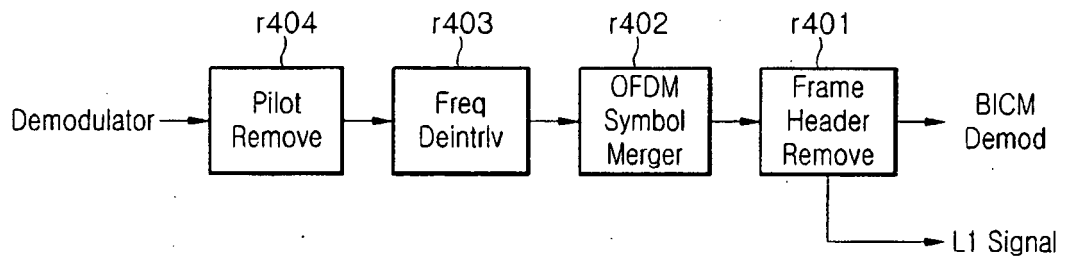 r404
r403
r402
r401
Demodulator
Pilot
Remove
Freq
Deintrlv
OFDM
Symbol
Merger
Frame
Header
Remove
BICM
Demod
L1 Signal